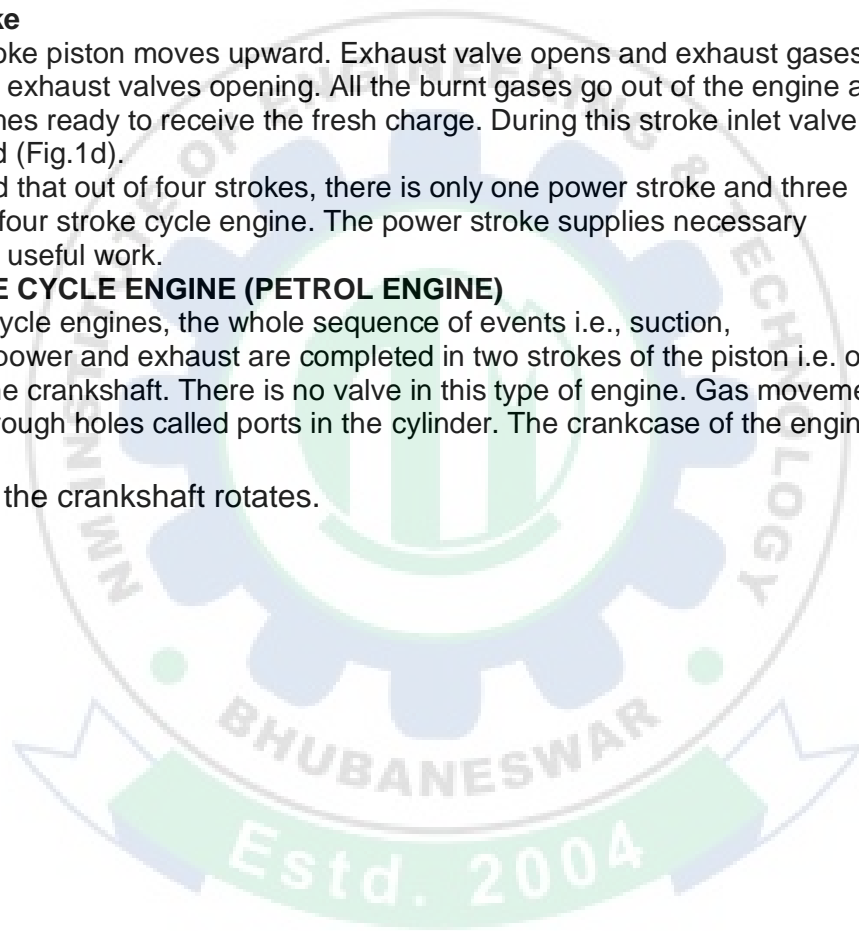 ke
oke piston moves upward. Exhaust valve opens and exhaust gases
exhaust valves opening. All the burnt gases go out of the engine a
nes ready to receive the fresh charge. During this stroke inlet valve
d (Fig.1d).
d that out of four strokes, there is only one power stroke and three
four stroke cycle engine. The power stroke supplies necessary
useful work.
E CYCLE ENGINE (PETROL ENGINE)
ycle engines, the whole sequence of events i.e., suction,
power and exhaust are completed in two strokes of the piston i.e. o
ne crankshaft. There is no valve in this type of engine. Gas moveme
rough holes called ports in the cylinder. The crankcase of the engin
the crankshaft rotates.
NM INSTITUTE OF ENGINEERING & TECHNOLOGY
BHUBANESWAR
Estd. 2004